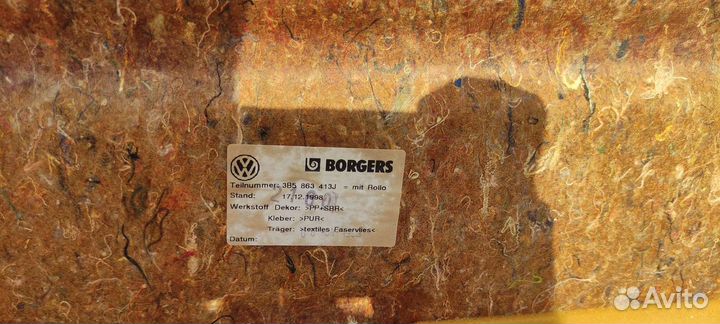 VW BORGERS
Teilnummer: 3B5 863 413J = mit Rollo
Stand: 17.12.1998
Werkstoff Dekor: >PP+SBR<
Kleber: >PUR<
Träger: >textiles Faservlies<
Datum:
Avito